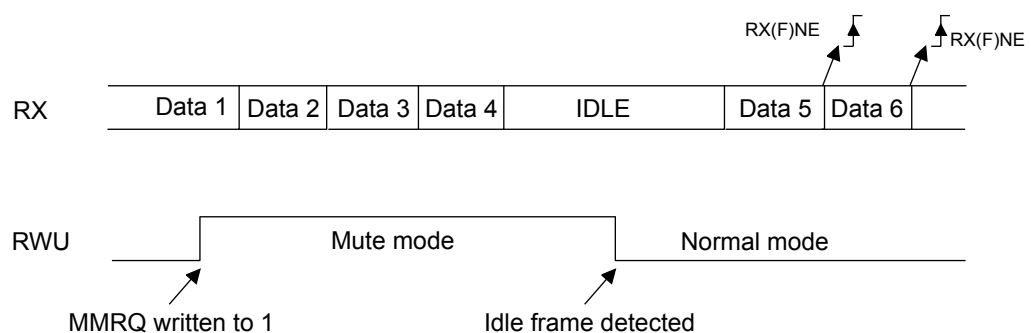 RX(F)NE
RX(F)NE
RX Data 1 Data 2 Data 3 Data 4 IDLE Data 5 Data 6
RWU Mute mode Normal mode
MMRQ written to 1 Idle frame detected